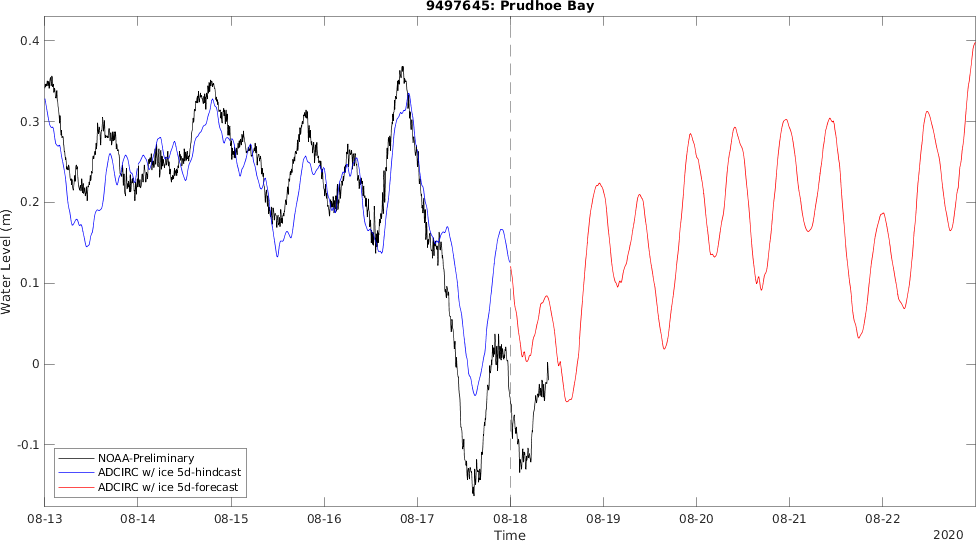 9497645: Prudhoe Bay
0.4
0.3
0.2
0.1
0
-0.1
Water Level (m)
NOAA-Preliminary
ADCIRC w/ ice 5d-hindcast
ADCIRC w/ ice 5d-forecast
08-13 08-14 08-15 08-16 08-17 08-18 08-19 08-20 08-21 08-22
Time
2020